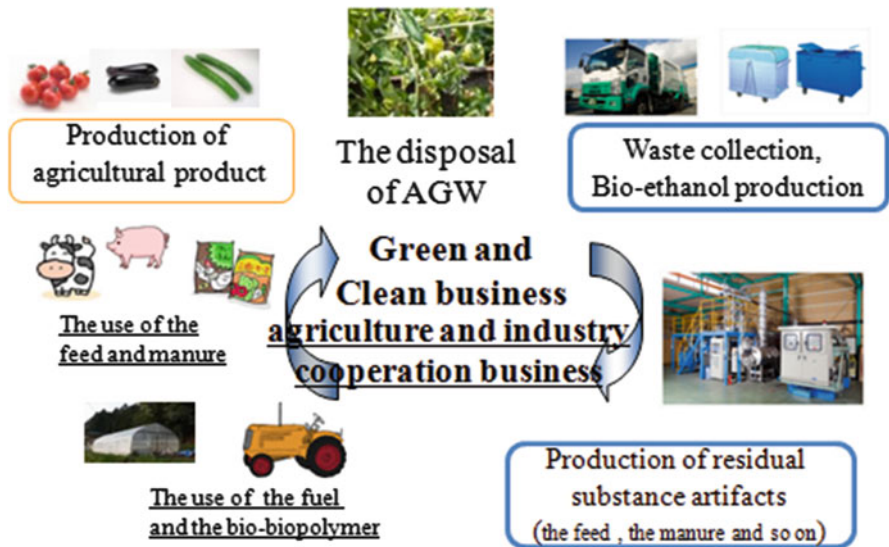 Production of
agricultural product
The disposal
of AGW
Waste collection,
Bio-ethanol production
Green and
Clean business
agriculture and industry
cooperation business
The use of the
feed and manure
The use of the fuel
and the bio-biopolymer
Production of residual
substance artifacts
(the feed , the manure and so on)